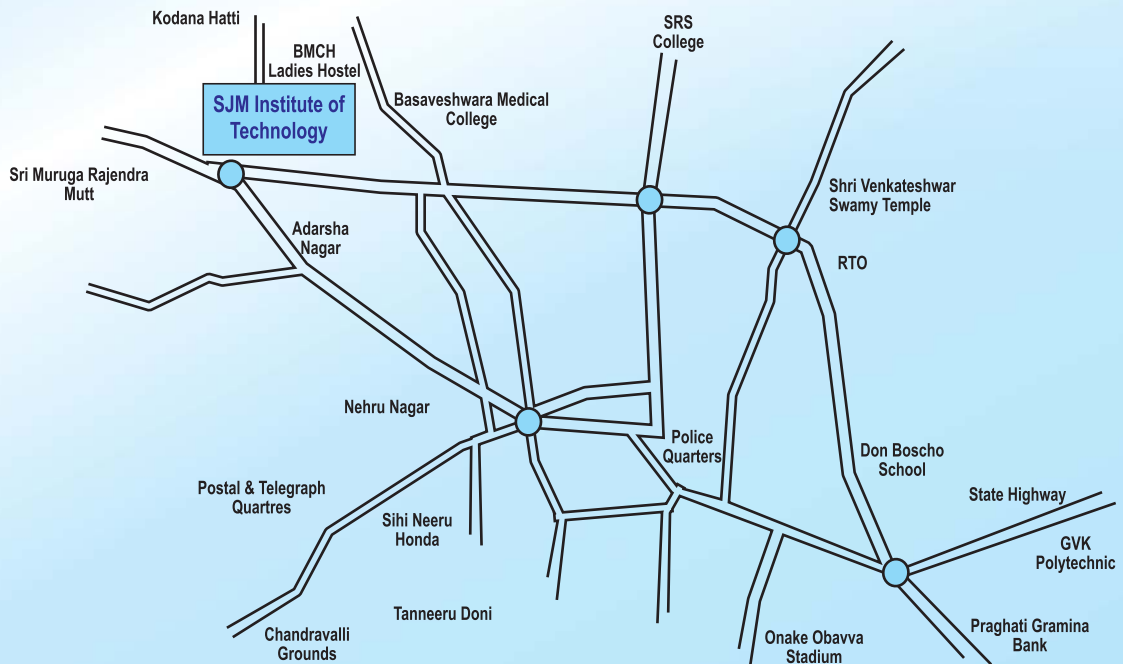 Kodana Hatti
BMCH
Ladies Hostel
SRS
College
SJM Institute of
Technology
Basaveshwara Medical
College
Sri Muruga Rajendra
Mutt
Shri Venkateshwar
Swamy Temple
Adarsha
Nagar
RTO
Nehru Nagar
Police
Quarters
Don Boscho
School
Postal & Telegraph
Quartres
State Highway
Sihi Neeru
Honda
GVK
Polytechnic
Tanneeru Doni
Chandravalli
Grounds
Onake Obavva
Stadium
Praghati Gramina
Bank